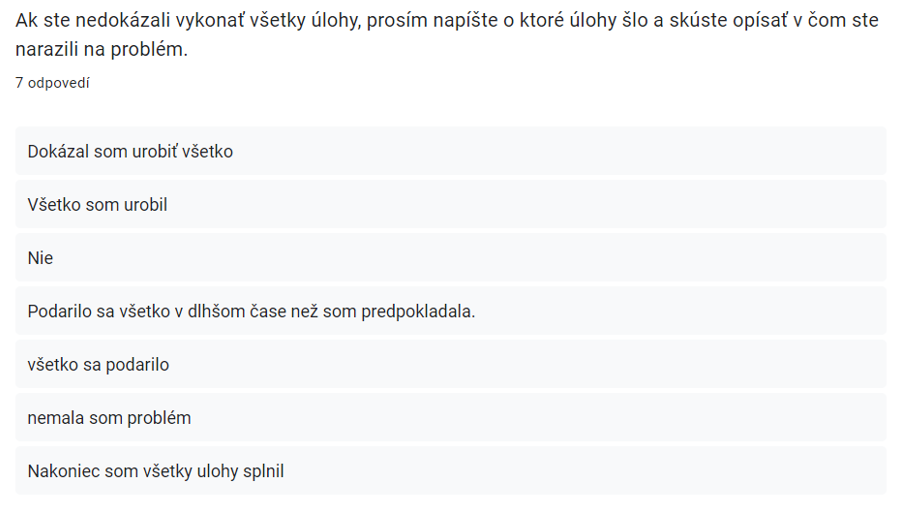 Ak ste nedokázali vykonať všetky úlohy, prosím napíšte o ktoré úlohy šlo a skúste opísať v čom ste
narazili na problém.
7 odpovedí
Dokázal som urobiť všetko
Všetko som urobil
Nie
Podarilo sa všetko v dlhšom čase než som predpokladala.
všetko sa podarilo
nemala som problém
Nakoniec som všetky ulohy splnil